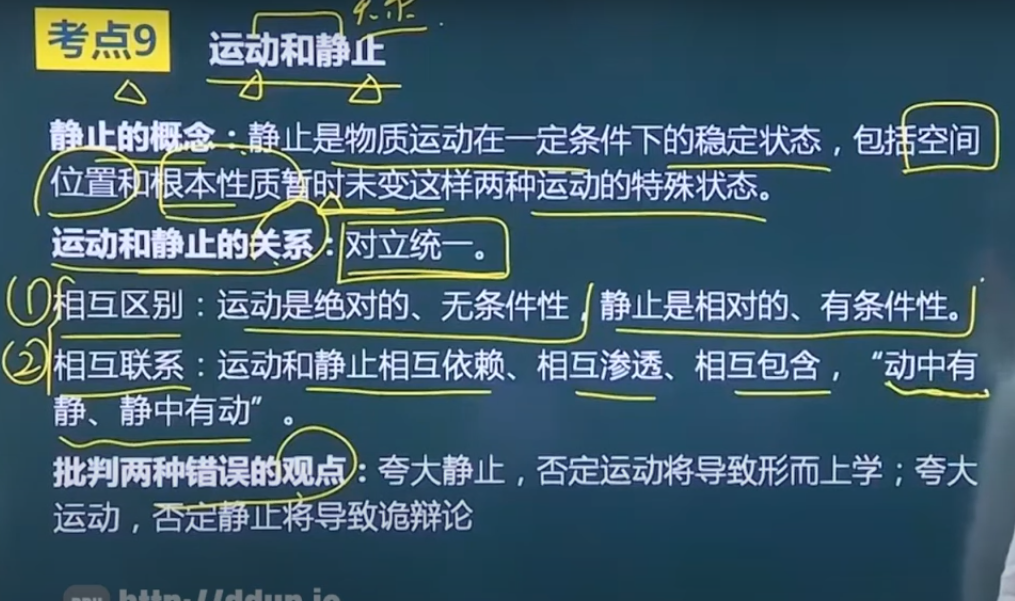 关系
考点9 运动和静止
静止的概念：静止是物质运动在一定条件下的稳定状态，包括空间
位置和根本性质暂时未变这样两种运动的特殊状态。
运动和静止的关系：对立统一。
①相互区别：运动是绝对的、无条件性，静止是相对的、有条件性。
②相互联系：运动和静止相互依赖、相互渗透、相互包含，“动中有
静、静中有动”。
批判两种错误的观点：夸大静止，否定运动将导致形而上学；夸大
运动，否定静止将导致诡辩论